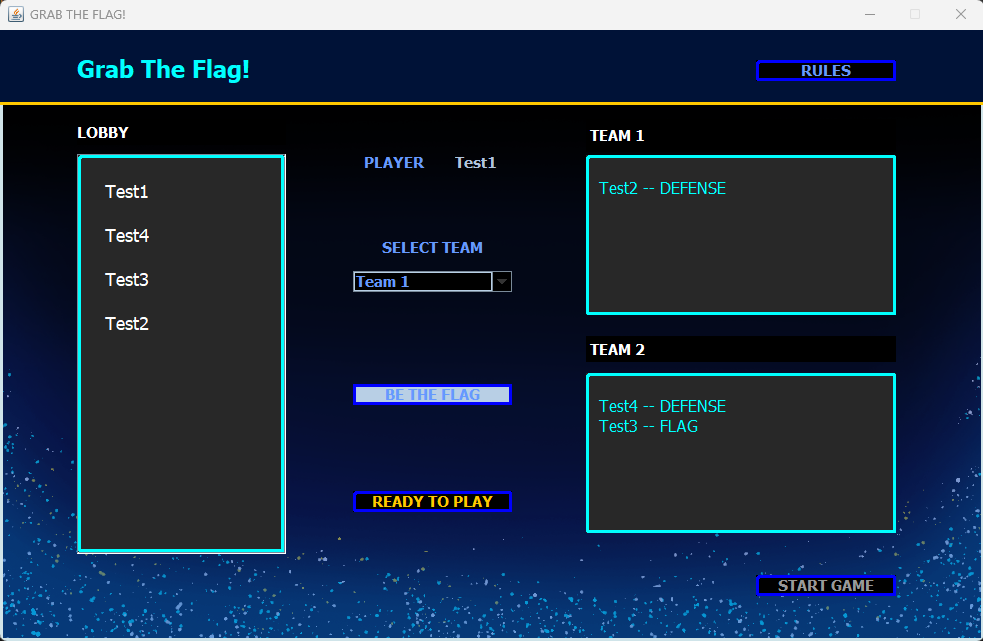 GRAB THE FLAG!
Grab The Flag!
RULES
LOBBY
Test1
Test4
Test3
Test2
PLAYER Test1
SELECT TEAM
Team 1
BE THE FLAG
READY TO PLAY
TEAM 1
Test2 -- DEFENSE
TEAM 2
Test4 -- DEFENSE
Test3 -- FLAG
START GAME